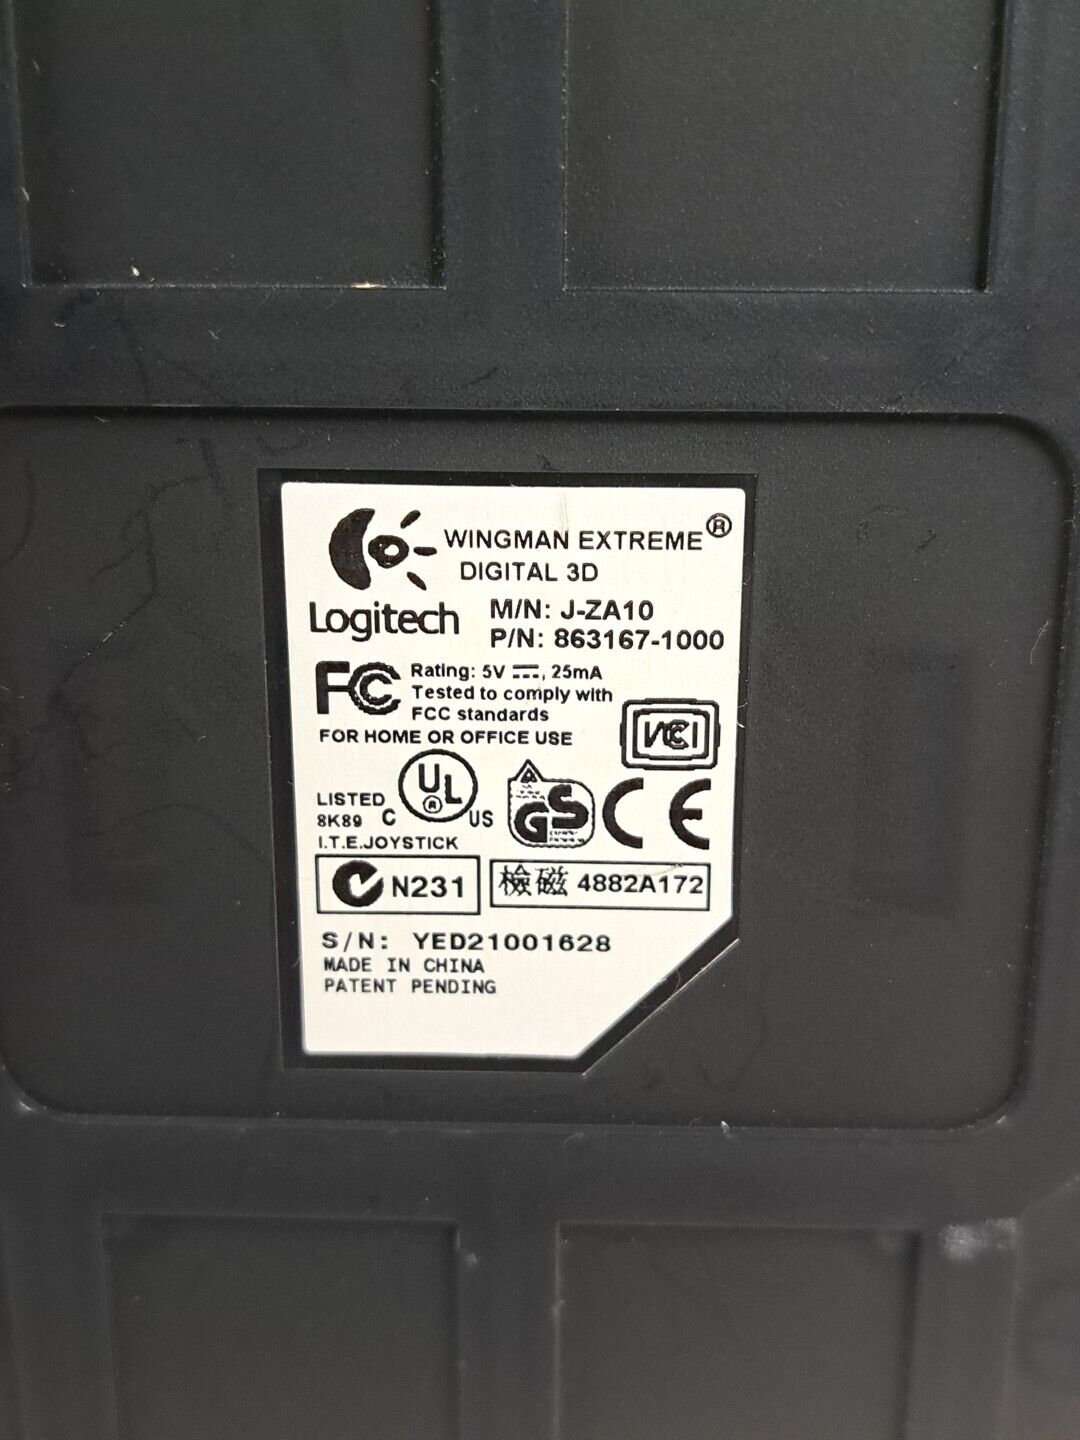 WINGMAN EXTREME®
DIGITAL 3D
Logitech
M/N: J-ZA10
P/N: 863167-1000
FC
Rating: 5V ⎓, 25mA
Tested to comply with
FCC standards
FOR HOME OR OFFICE USE
VCCI
LISTED
8K89
C UL® US
GS
CE
I.T.E.JOYSTICK
N231
檢磁 4882A172
S/N: YED21001628
MADE IN CHINA
PATENT PENDING